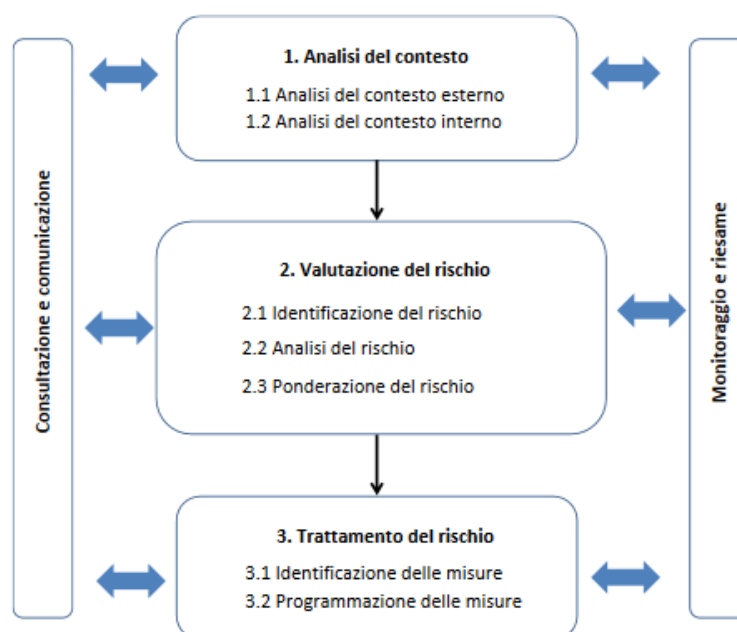 Consultazione e comunicazione
1. Analisi del contesto
1.1 Analisi del contesto esterno
1.2 Analisi del contesto interno
2. Valutazione del rischio
2.1 Identificazione del rischio
2.2 Analisi del rischio
2.3 Ponderazione del rischio
3. Trattamento del rischio
3.1 Identificazione delle misure
3.2 Programmazione delle misure
Monitoraggio e riesame